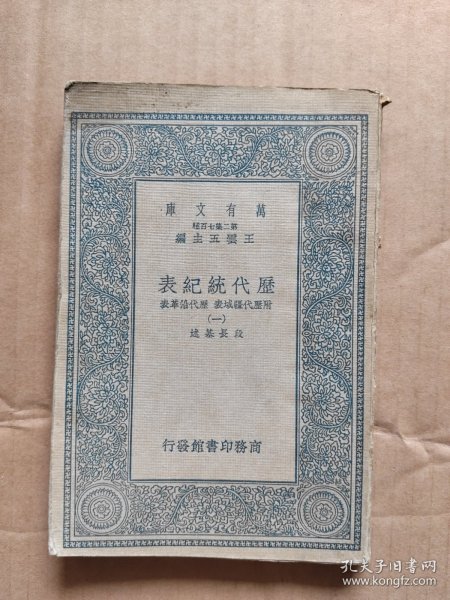 庫文有萬
種百七集二第
編主五雲王
表紀統代歷
表革沿代歷 表域疆代歷附
(一)
述基長段
行發館書印務商
孔夫子旧书网
www.kongfz.com